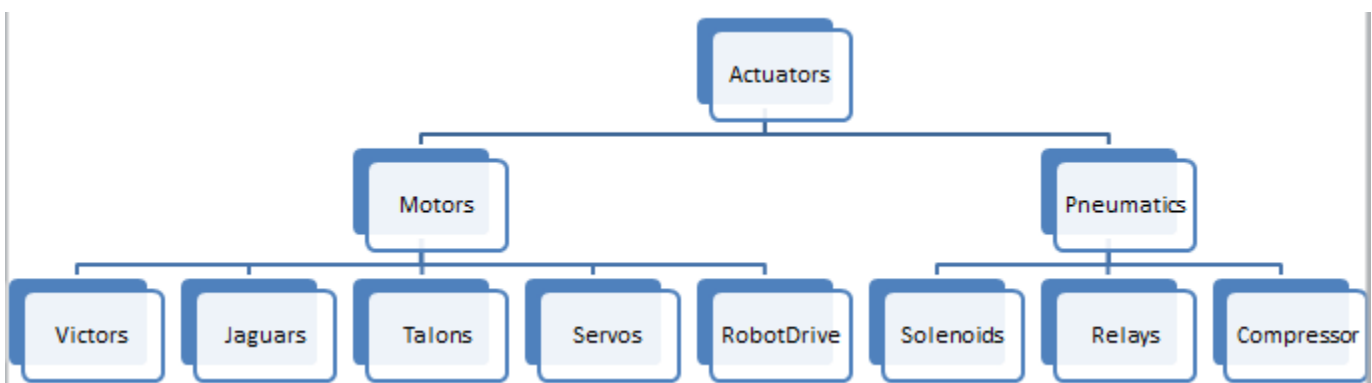 Actuators
Motors
Pneumatics
Victors
Jaguars
Talons
Servos
RobotDrive
Solenoids
Relays
Compressor